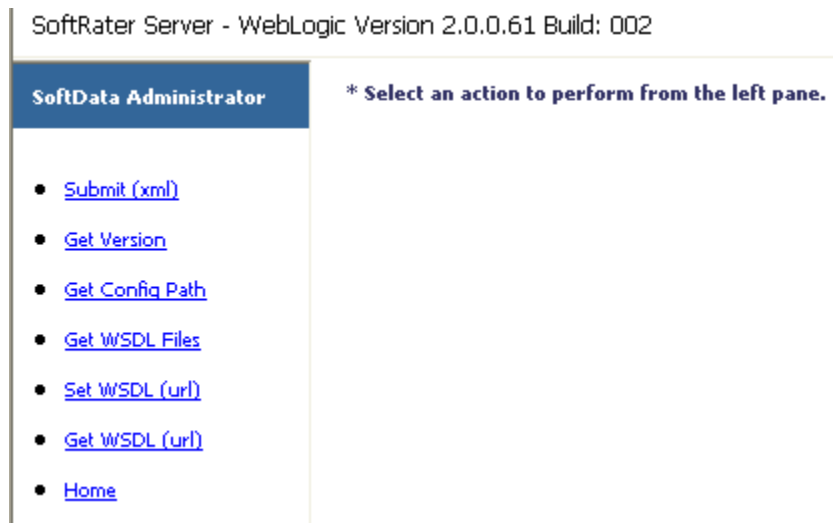 SoftRater Server - WebLogic Version 2.0.0.61 Build: 002
SoftData Administrator
* Select an action to perform from the left pane.
Submit (xml)
Get Version
Get Config Path
Get WSDL Files
Set WSDL (url)
Get WSDL (url)
Home